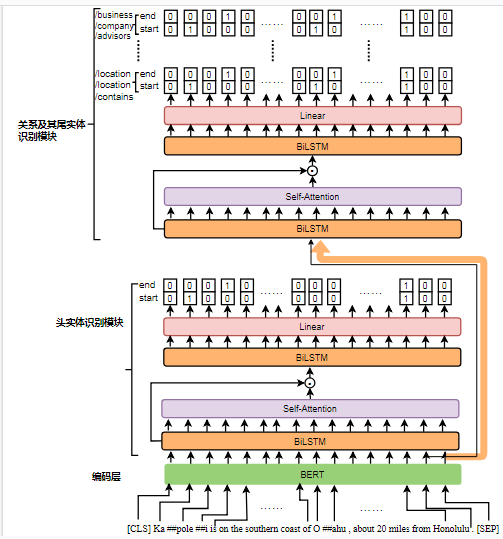 /business
/company
/advisors
end 0 0 0 1 0 …… 0 0 0 …… 1 0 0
start 0 1 0 0 0 …… 0 1 0 …… 1 0 0
/location
/location
/contains
end 0 0 0 1 0 …… 0 0 1 …… 1 0 0
start 0 1 0 0 0 …… 0 1 0 …… 1 0 0
Linear
关系及其尾实体
识别模块
BiLSTM
Self-Attention
BiLSTM
end 0 0 0 1 0 …… 0 0 0 …… 1 0 0
start 0 1 0 0 0 …… 0 0 0 …… 1 0 0
头实体识别模块
Linear
BiLSTM
Self-Attention
BiLSTM
编码层
BERT
…… ……
[CLS] Ka ##pole ##i is on the southern coast of O ##ahu , about 20 miles from Honolulu'. [SEP]